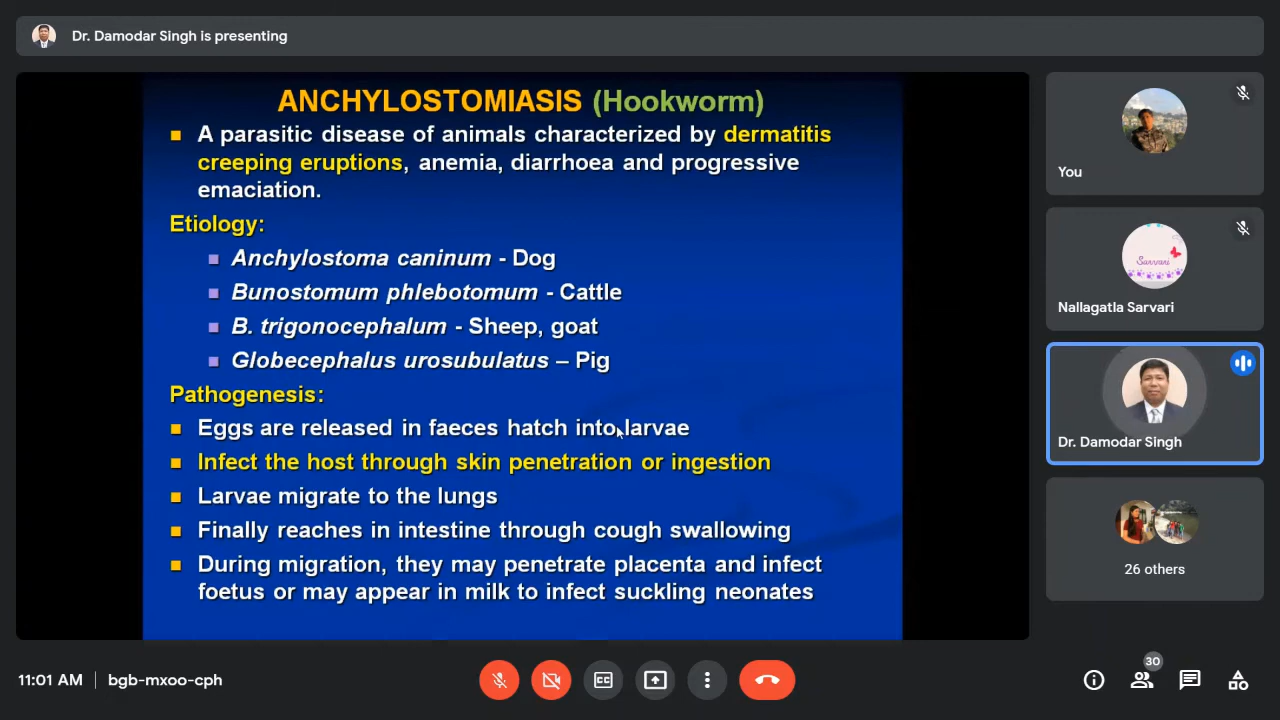 Dr. Damodar Singh is presenting
ANCHYLOSTOMIASIS (Hookworm)
A parasitic disease of animals characterized by dermatitis
creeping eruptions, anemia, diarrhoea and progressive
emaciation.
Etiology:
Anchylostoma caninum - Dog
Bunostomum phlebotomum - Cattle
B. trigonocephalum - Sheep, goat
Globecephalus urosubulatus – Pig
Pathogenesis:
Eggs are released in faeces hatch into larvae
Infect the host through skin penetration or ingestion
Larvae migrate to the lungs
Finally reaches in intestine through cough swallowing
During migration, they may penetrate placenta and infect
foetus or may appear in milk to infect suckling neonates
You
Sarvari
Nallagatla Sarvari
Dr. Damodar Singh
26 others
11:01 AM | bgb-mxoo-cph
CC
30